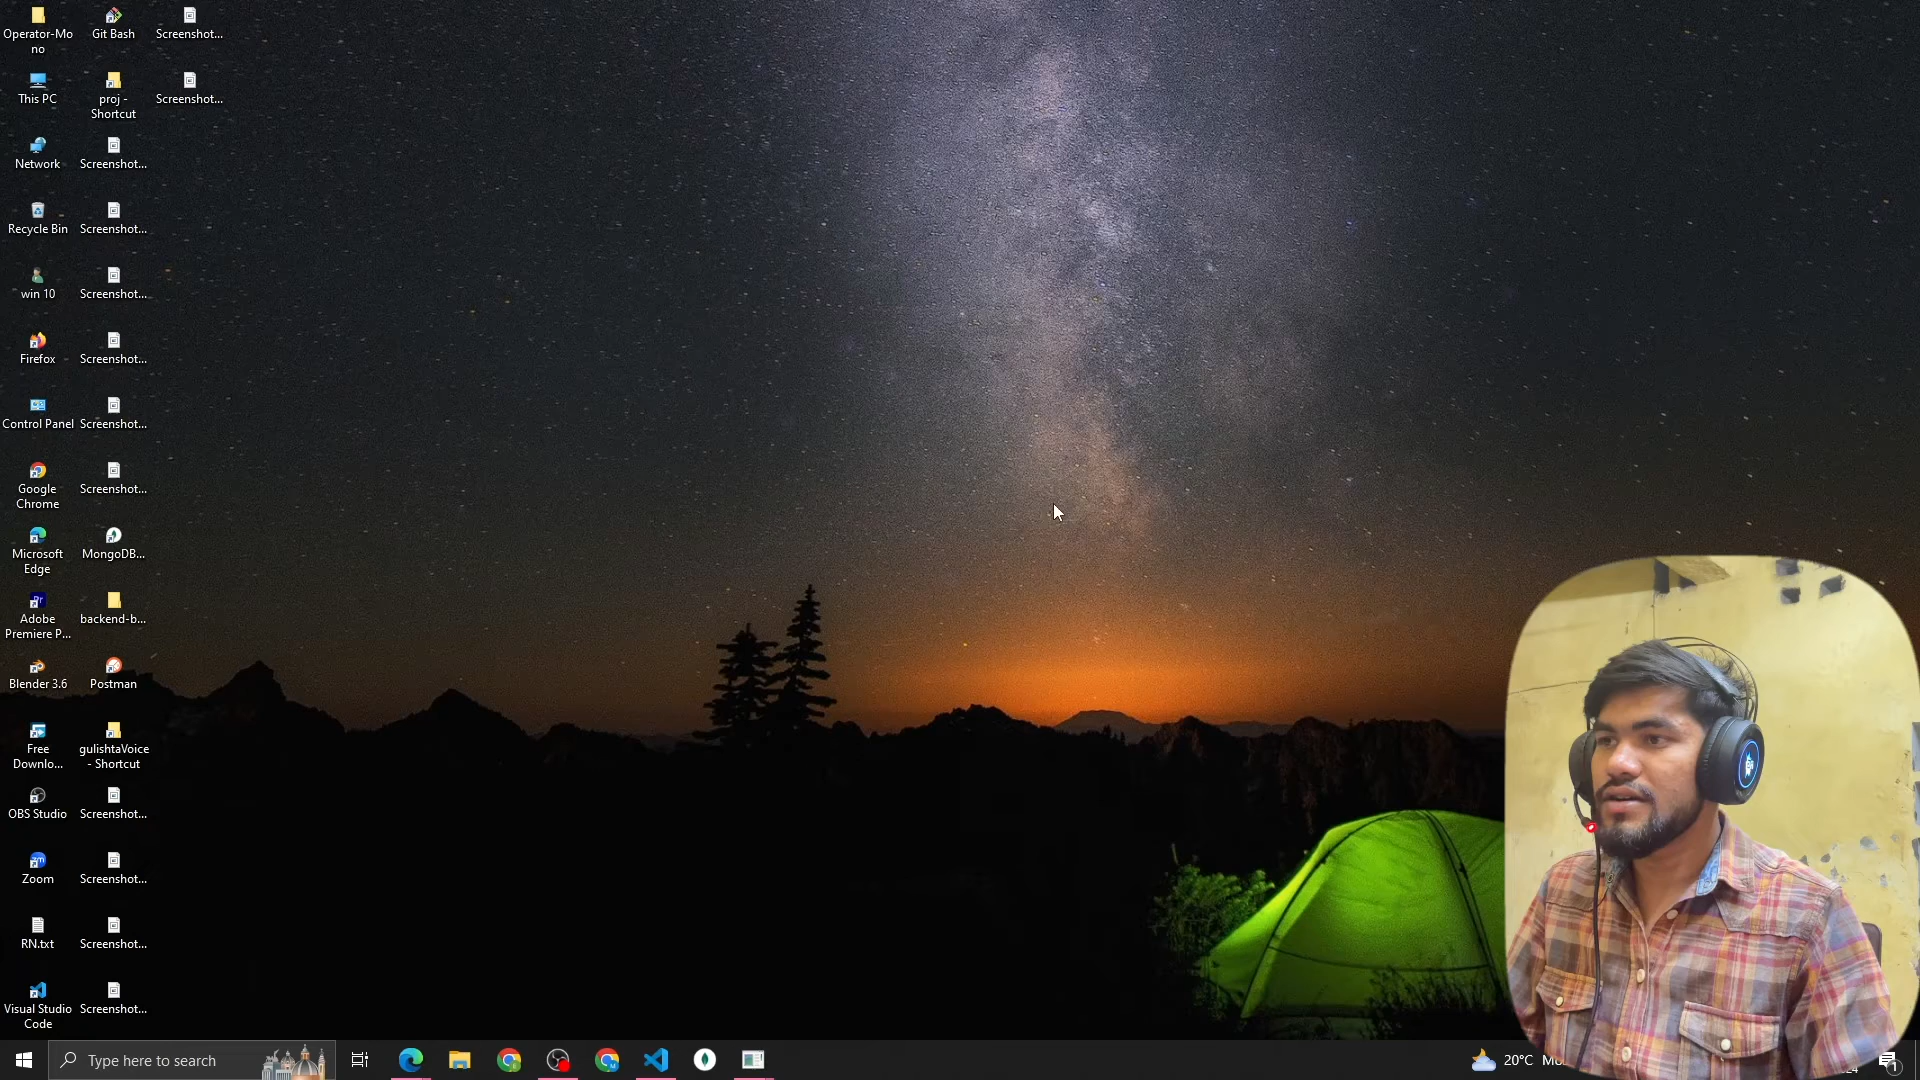 Operator-Mo
no
Git Bash
Screenshot...
This PC
proj -
Shortcut
Screenshot...
Network
Screenshot...
Recycle Bin
Screenshot...
win 10
Screenshot...
Firefox
Screenshot...
Control Panel
Screenshot...
Google
Chrome
Screenshot...
Microsoft
Edge
MongoDB...
Adobe
Premiere P...
backend-b...
Blender 3.6
Postman
Free
Downlo...
gulishtaVoice
- Shortcut
OBS Studio
Screenshot...
Zoom
Screenshot...
RN.txt
Screenshot...
Visual Studio
Code
Screenshot...
Type here to search
20°C